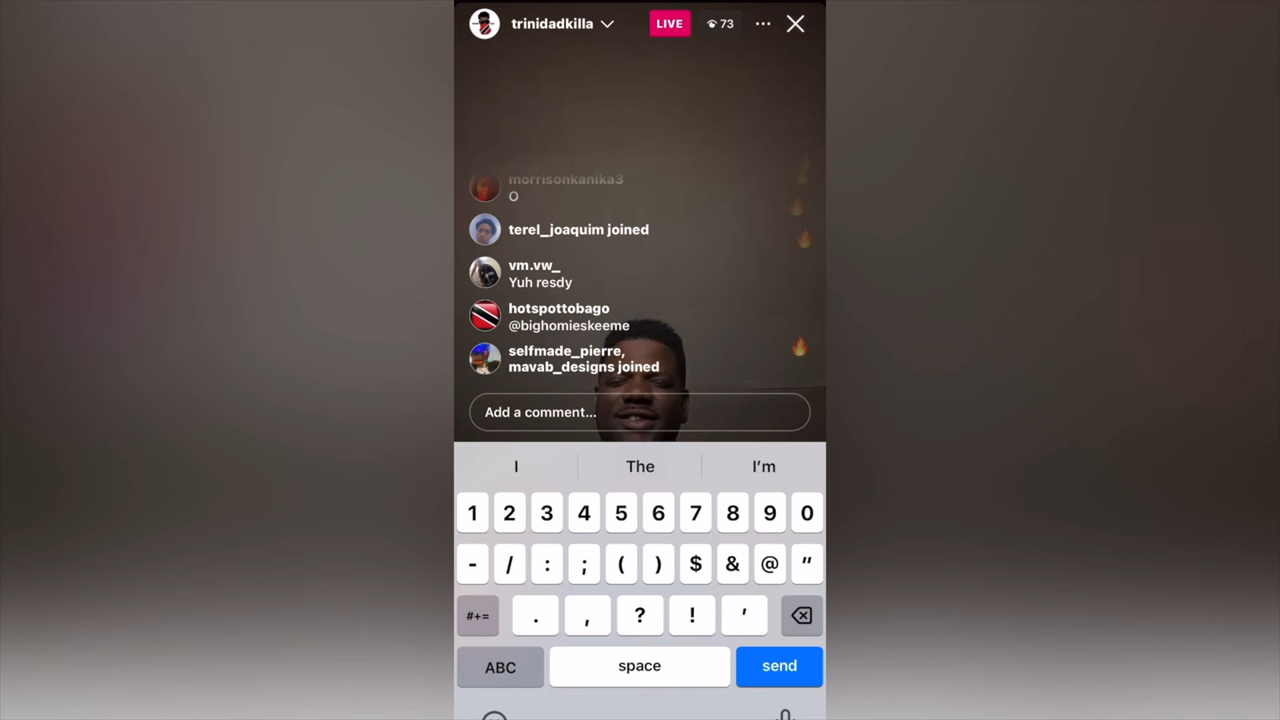 trinidadkilla
LIVE
73
morrisonkanika3
O
terel_joaquim joined
vm.vw_
Yuh resdy
hotspottobago
@bighomieskeeme
selfmade_pierre,
mavab_designs joined
Add a comment...
I The I’m
1 2 3 4 5 6 7 8 9 0
- / : ; ( ) $ & @ "
#+= . , ? ! '
ABC space send